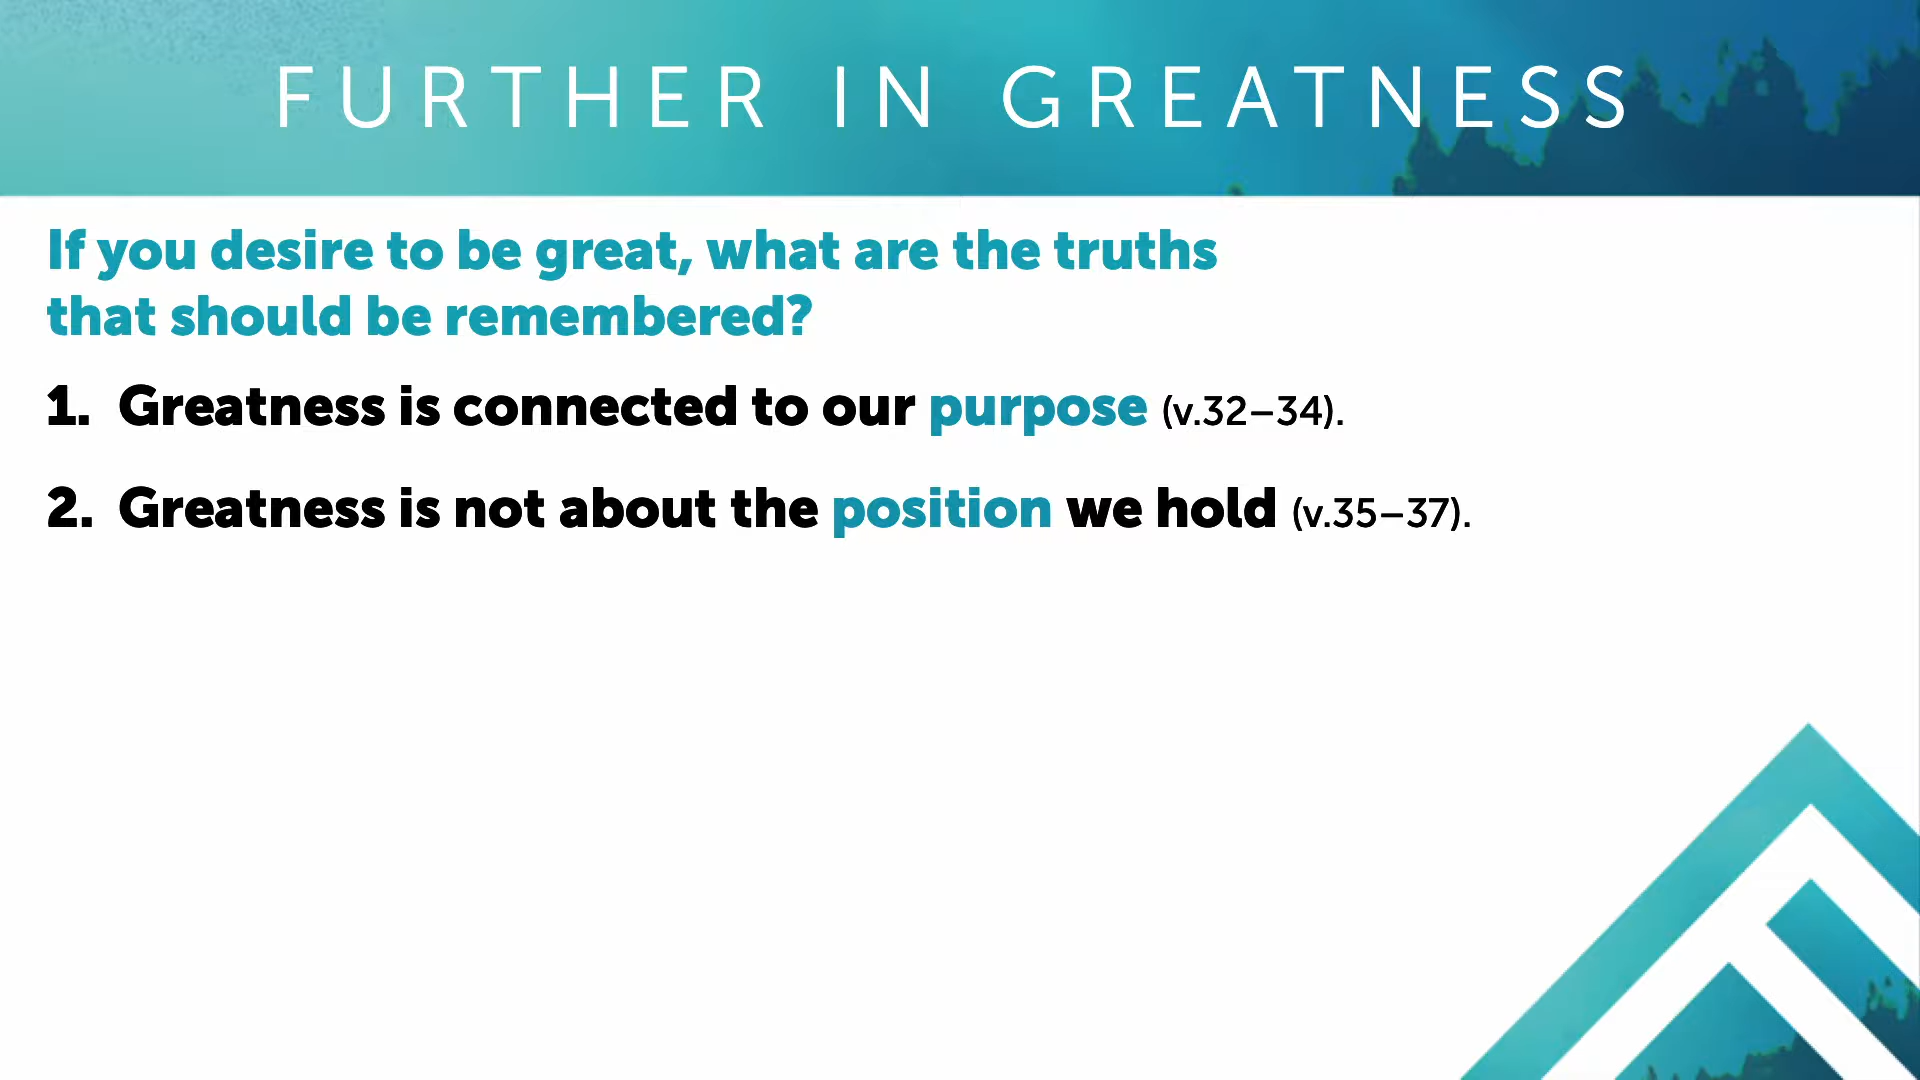 FURTHER IN GREATNESS
If you desire to be great, what are the truths
that should be remembered?
1. Greatness is connected to our purpose (v.32–34).
2. Greatness is not about the position we hold (v.35–37).